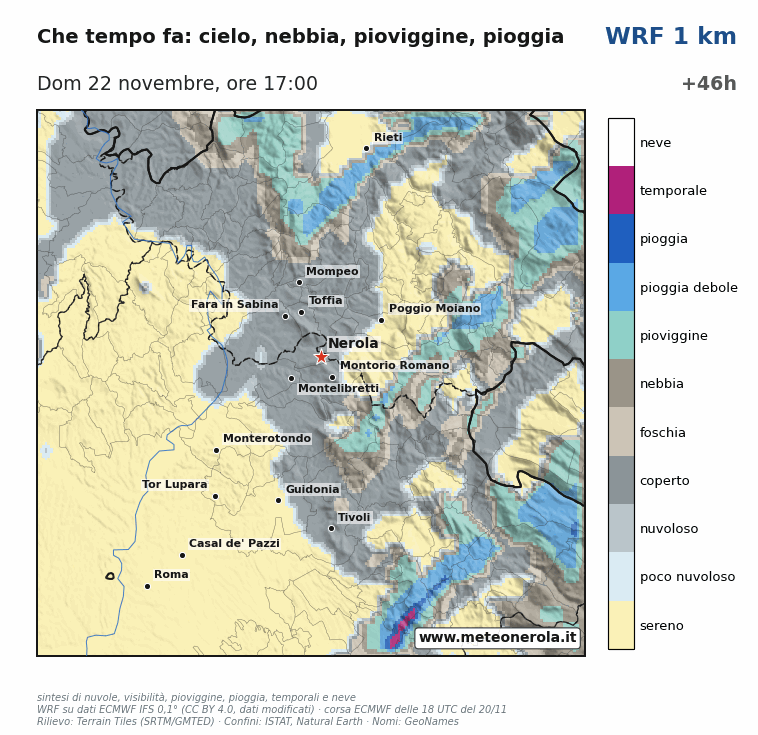 Che tempo fa: cielo, nebbia, pioviggine, pioggia
WRF 1 km
Dom 22 novembre, ore 17:00
+46h
Rieti
Mompeo
Fara in Sabina
Toffia
Poggio Moiano
Nerola
Montorio Romano
Montelibretti
Monterotondo
Tor Lupara
Guidonia
Tivoli
Casal de' Pazzi
Roma
www.meteonerola.it
neve
temporale
pioggia
pioggia debole
pioviggine
nebbia
foschia
coperto
nuvoloso
poco nuvoloso
sereno
sintesi di nuvole, visibilità, pioviggine, pioggia, temporali e neve
WRF su dati ECMWF IFS 0,1° (CC BY 4.0, dati modificati) · corsa ECMWF delle 18 UTC del 20/11
Rilievo: Terrain Tiles (SRTM/GMTED) · Confini: ISTAT, Natural Earth · Nomi: GeoNames